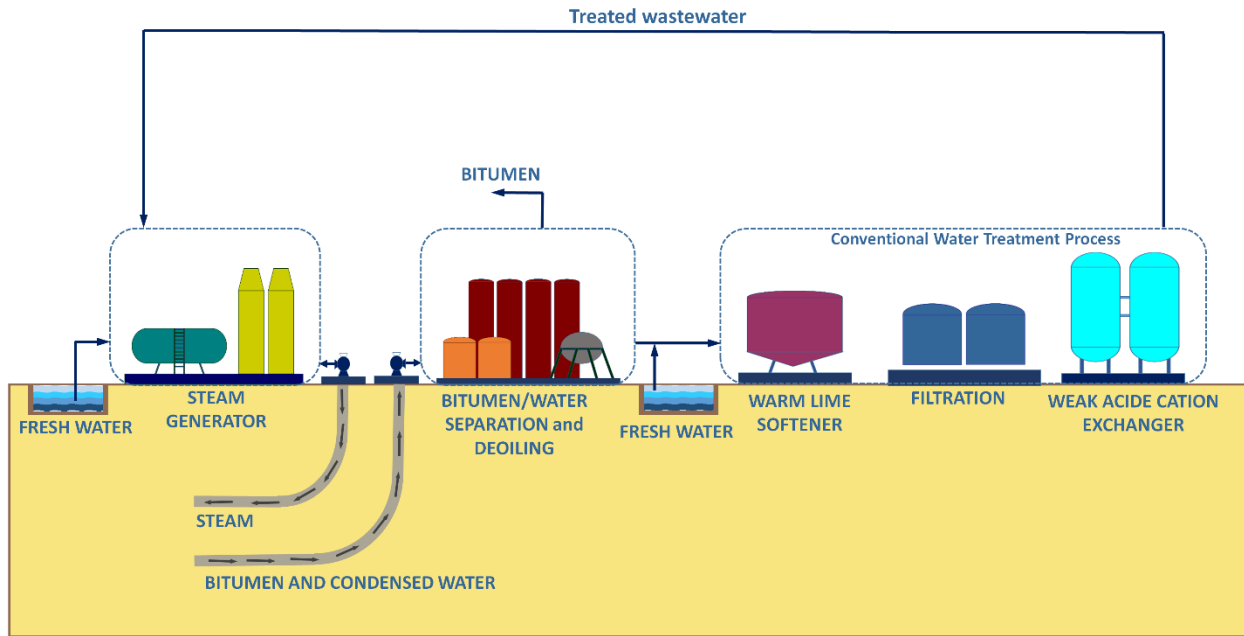 Treated wastewater
BITUMEN
Conventional Water Treatment Process
FRESH WATER
STEAM
GENERATOR
BITUMEN/WATER
SEPARATION and
DEOILING
FRESH WATER
WARM LIME
SOFTENER
FILTRATION
WEAK ACIDE CATION
EXCHANGER
STEAM
BITUMEN AND CONDENSED WATER